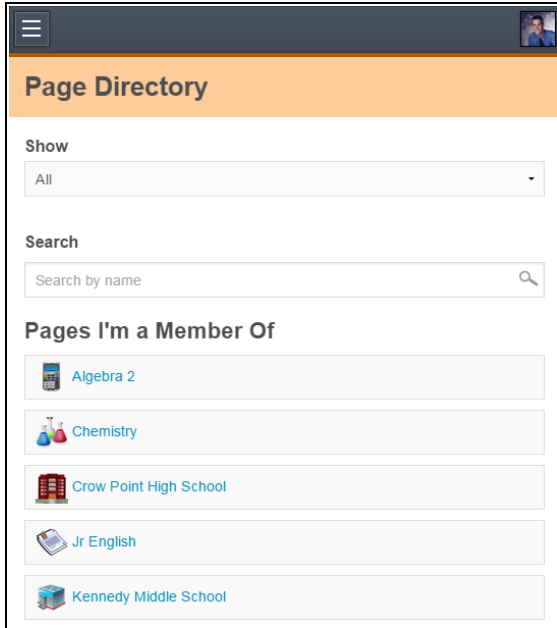 Page Directory
Show
All
Search
Search by name
Pages I'm a Member Of
Algebra 2
Chemistry
Crow Point High School
Jr English
Kennedy Middle School